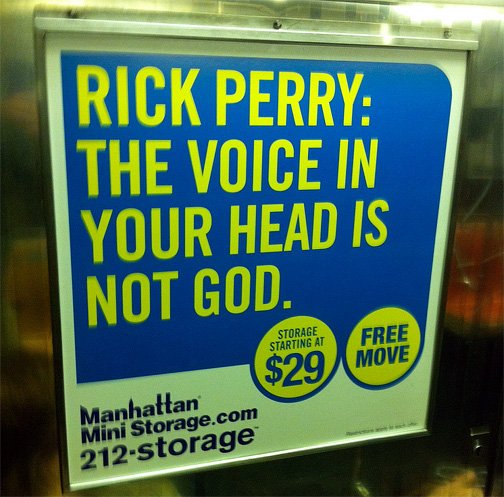 RICK PERRY:
THE VOICE IN
YOUR HEAD IS
NOT GOD.
STORAGE
STARTING AT
$29
FREE
MOVE
Manhattan®
Mini Storage.com
212-storage™